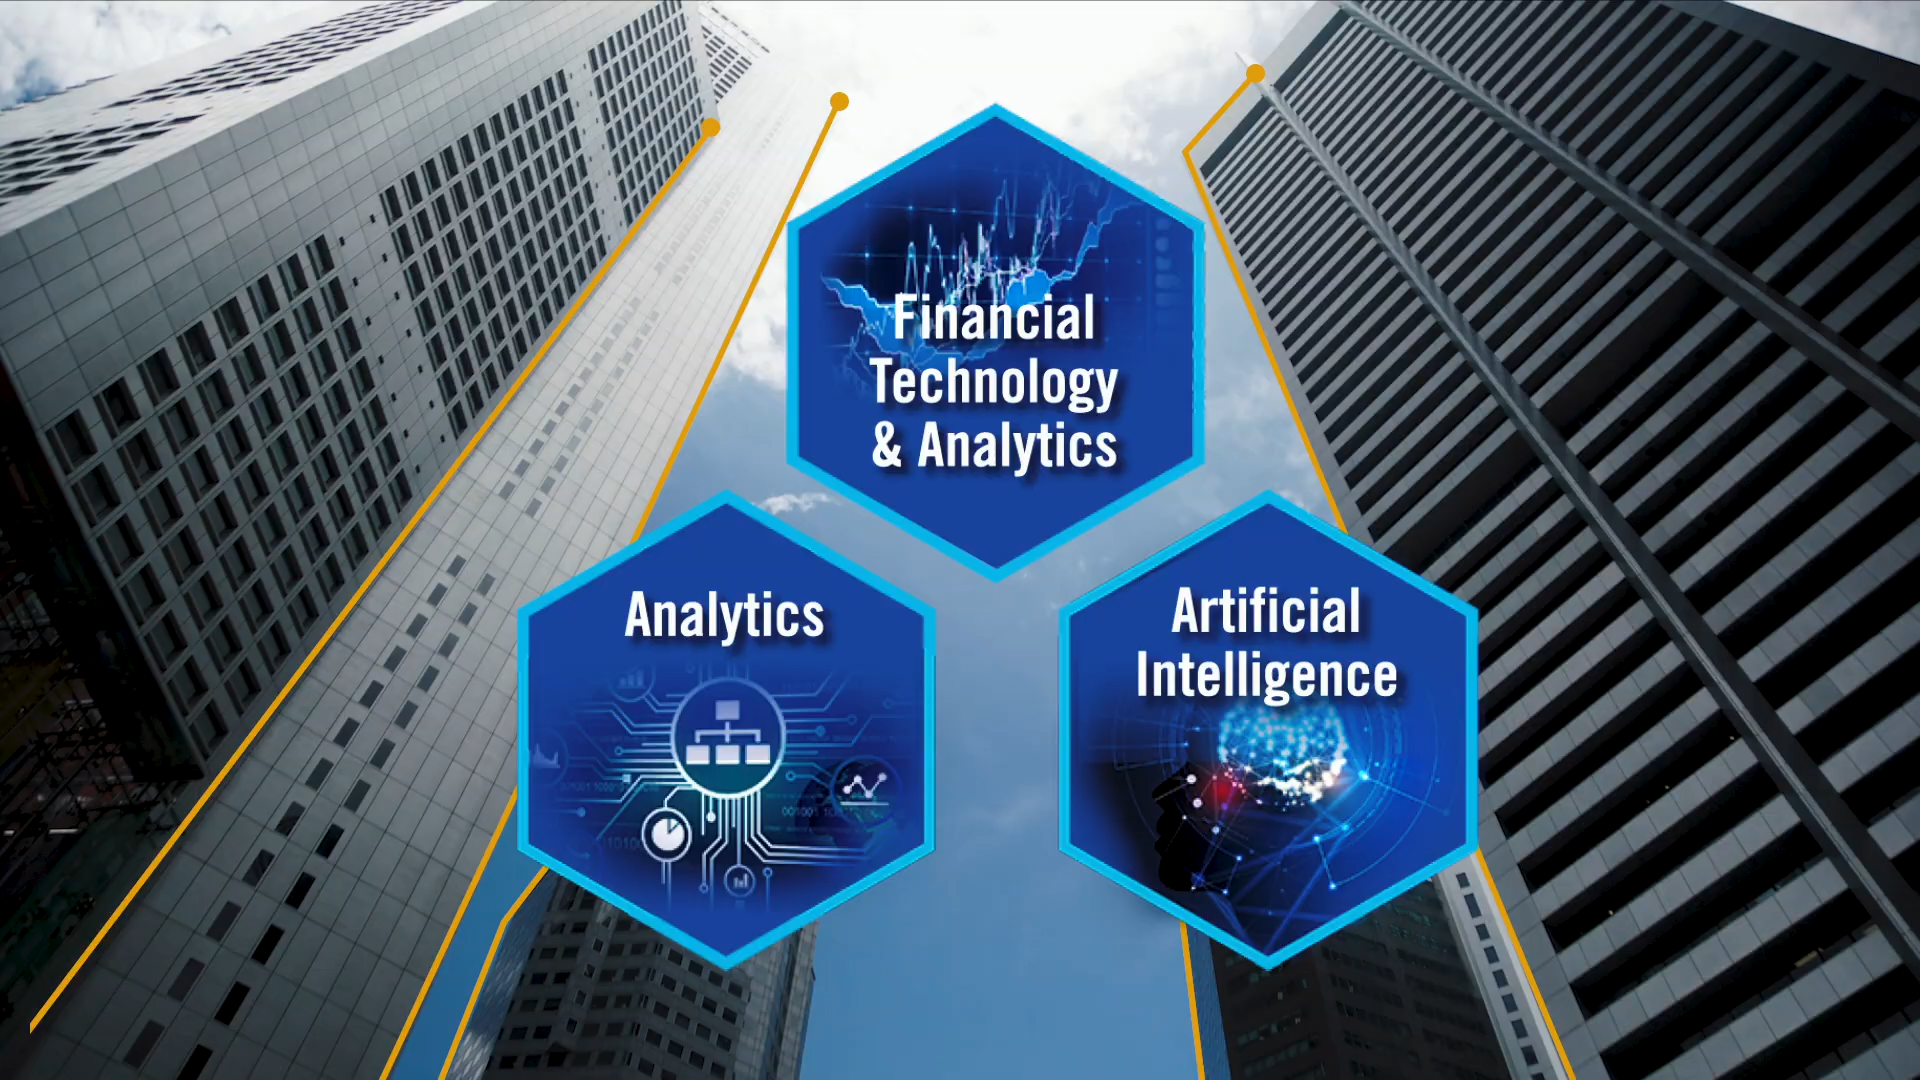 Financial
Technology
& Analytics
Analytics
Artificial
Intelligence